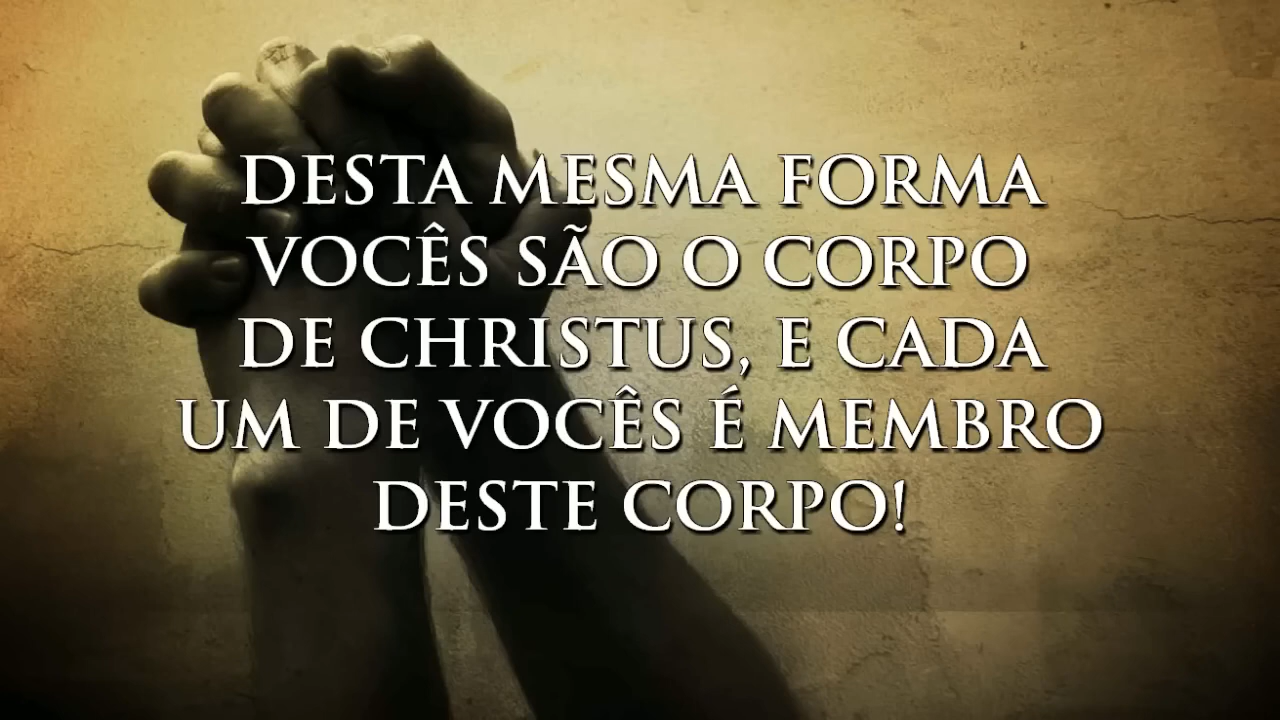 DESTA MESMA FORMA
VOCÊS SÃO O CORPO
DE CHRISTUS, E CADA
UM DE VOCÊS É MEMBRO
DESTE CORPO!